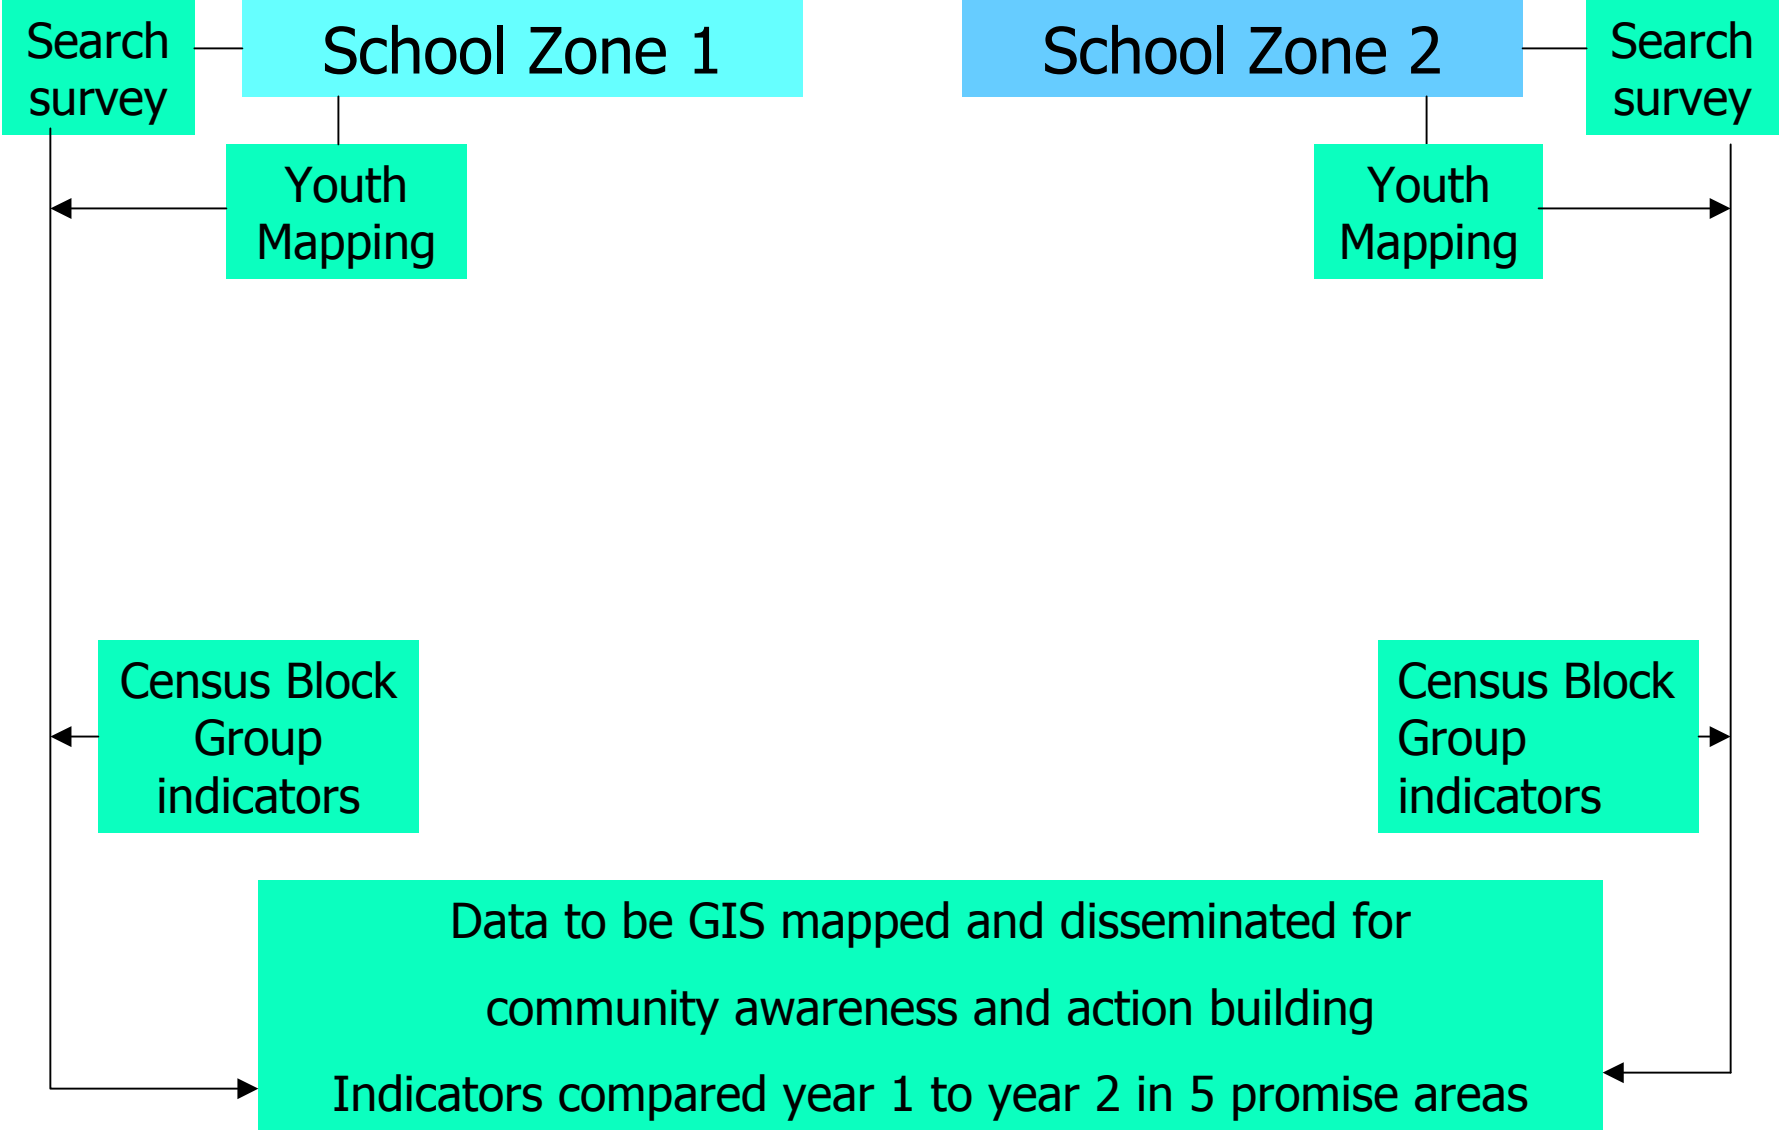 Search
survey
School Zone 1
School Zone 2
Search
survey
Youth
Mapping
Youth
Mapping
Census Block
Group
indicators
Census Block
Group
indicators
Data to be GIS mapped and disseminated for
community awareness and action building
Indicators compared year 1 to year 2 in 5 promise areas